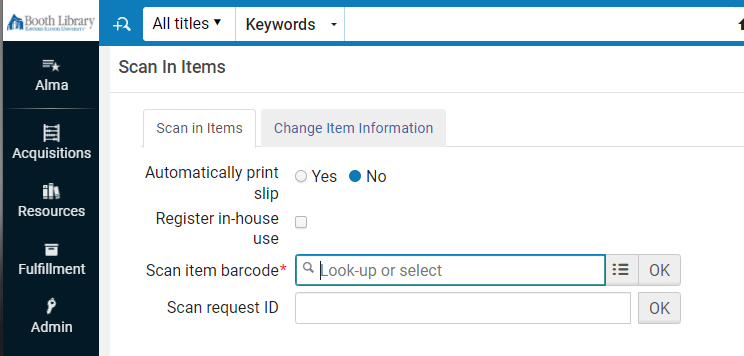 Booth Library
EASTERN ILLINOIS UNIVERSITY
All titles
Keywords
Alma
Acquisitions
Resources
Fulfillment
Admin
Scan In Items
Scan in Items
Change Item Information
Automatically print slip
Yes
No
Register in-house use
Scan item barcode*
Look-up or select
OK
Scan request ID
OK